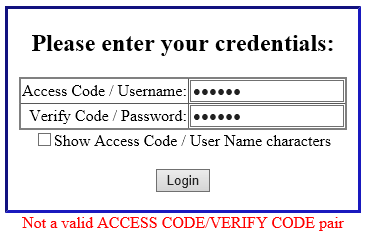 Please enter your credentials:
Access Code / Username: ●●●●●●
Verify Code / Password: ●●●●●●
Show Access Code / User Name characters
Login
Not a valid ACCESS CODE/VERIFY CODE pair